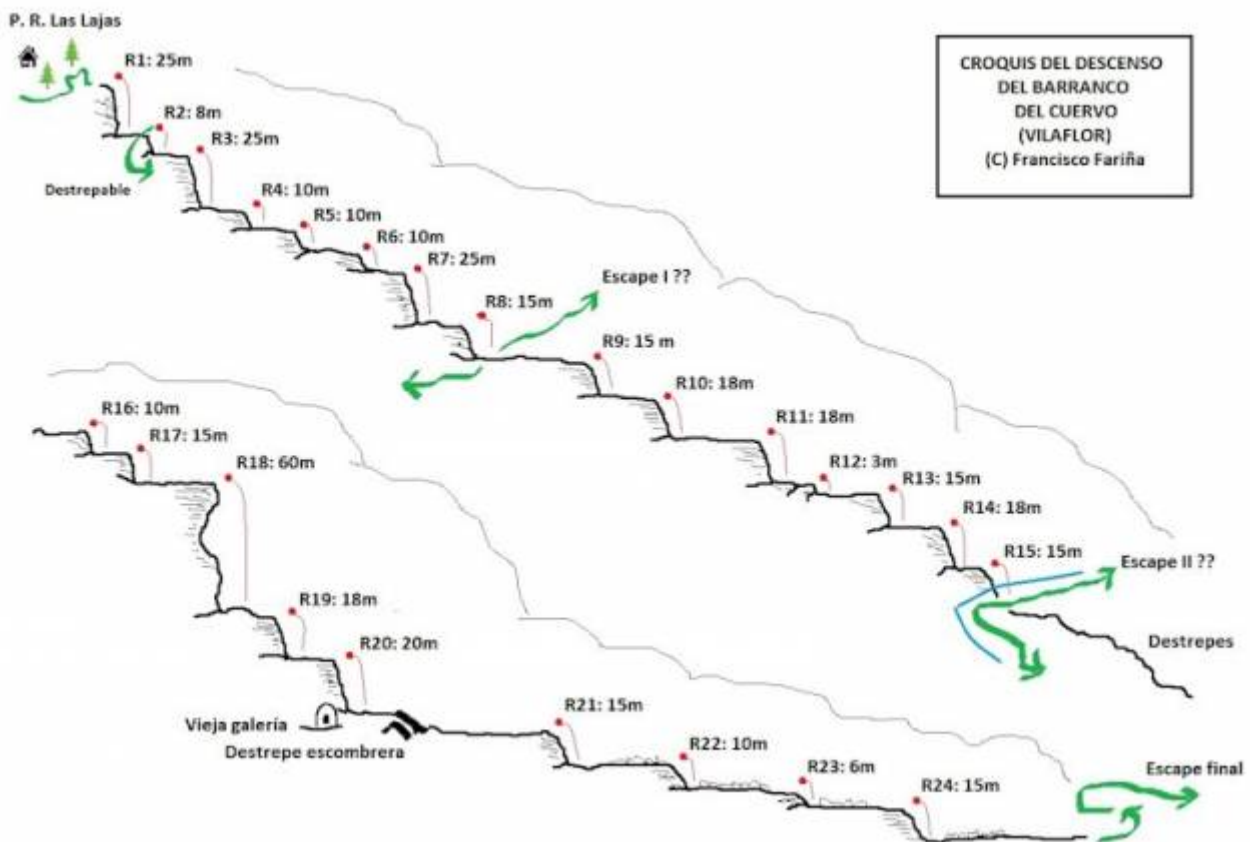 P. R. Las Lajas
R1: 25m
R2: 8m
R3: 25m
Destrepable
R4: 10m
R5: 10m
R6: 10m
R7: 25m
Escape I ??
R8: 15m
R9: 15 m
R10: 18m
R11: 18m
R12: 3m
R13: 15m
R14: 18m
R15: 15m
Escape II ??
Destrepes
CROQUIS DEL DESCENSO
DEL BARRANCO
DEL CUERVO
(VILAFLOR)
(C) Francisco Fariña
R16: 10m
R17: 15m
R18: 60m
R19: 18m
R20: 20m
Vieja galería
Destrepe escombrera
R21: 15m
R22: 10m
R23: 6m
R24: 15m
Escape final